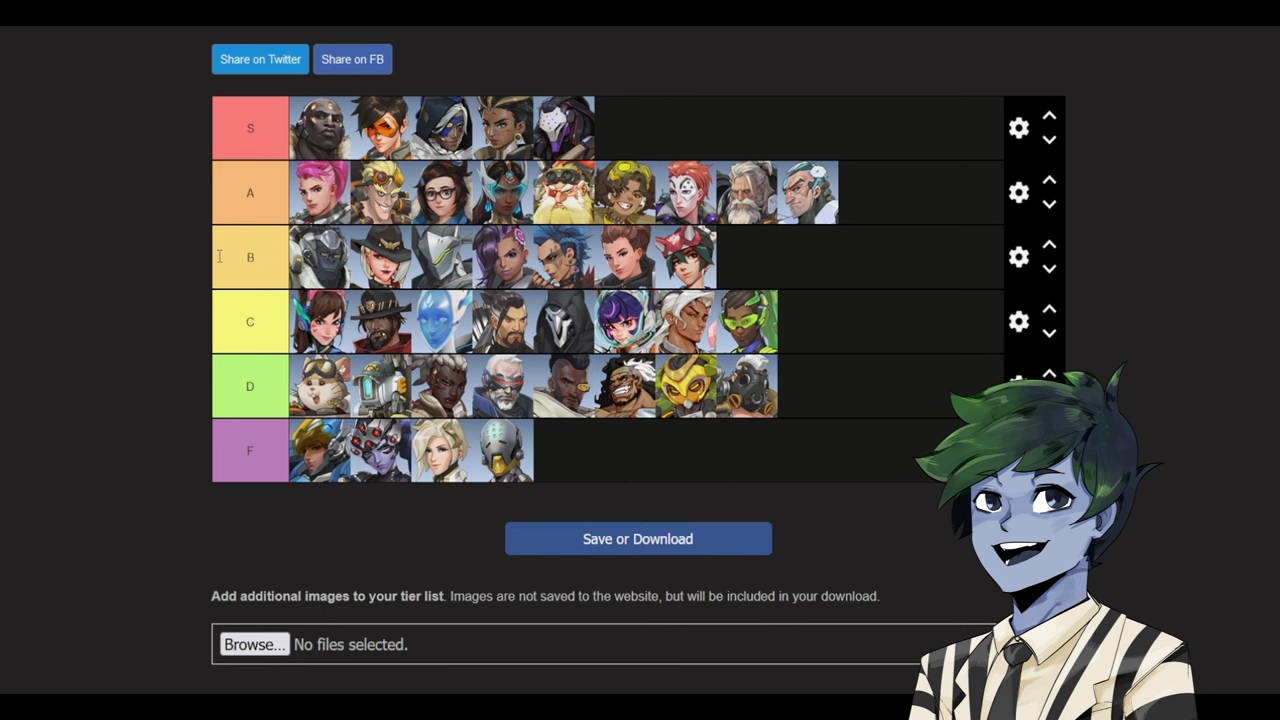 Share on Twitter Share on FB
S
A
B
C
D
F
Save or Download
Add additional images to your tier list. Images are not saved to the website, but will be included in your download.
Browse... No files selected.